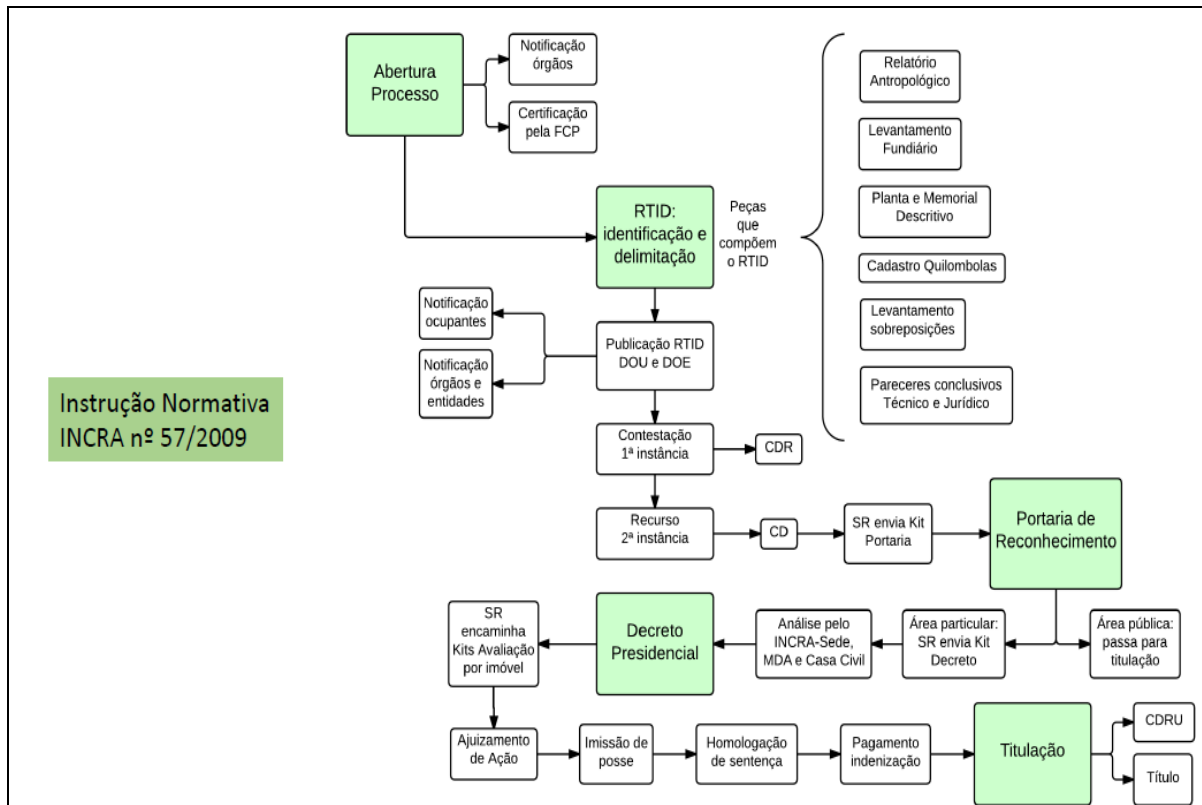 Abertura
Processo
Notificação
órgãos
Certificação
pela FCP
RTID:
identificação e
delimitação
Peças
que
compõem
o RTID
Relatório
Antropológico
Levantamento
Fundiário
Planta e Memorial
Descritivo
Cadastro Quilombolas
Levantamento
sobreposições
Pareceres conclusivos
Técnico e Jurídico
Notificação
ocupantes
Notificação
órgãos e
entidades
Publicação RTID
DOU e DOE
Instrução Normativa
INCRA nº 57/2009
Contestação
1ª instância
CDR
Recurso
2ª instância
CD
SR envia Kit
Portaria
Portaria de
Reconhecimento
SR
encaminha
Kits Avaliação
por imóvel
Decreto
Presidencial
Análise pelo
INCRA-Sede,
MDA e Casa Civil
Área particular:
SR envia Kit
Decreto
Área pública:
passa para
titulação
Ajuizamento
de Ação
Imissão de
posse
Homologação
de sentença
Pagamento
indenização
Titulação
CDRU
Título